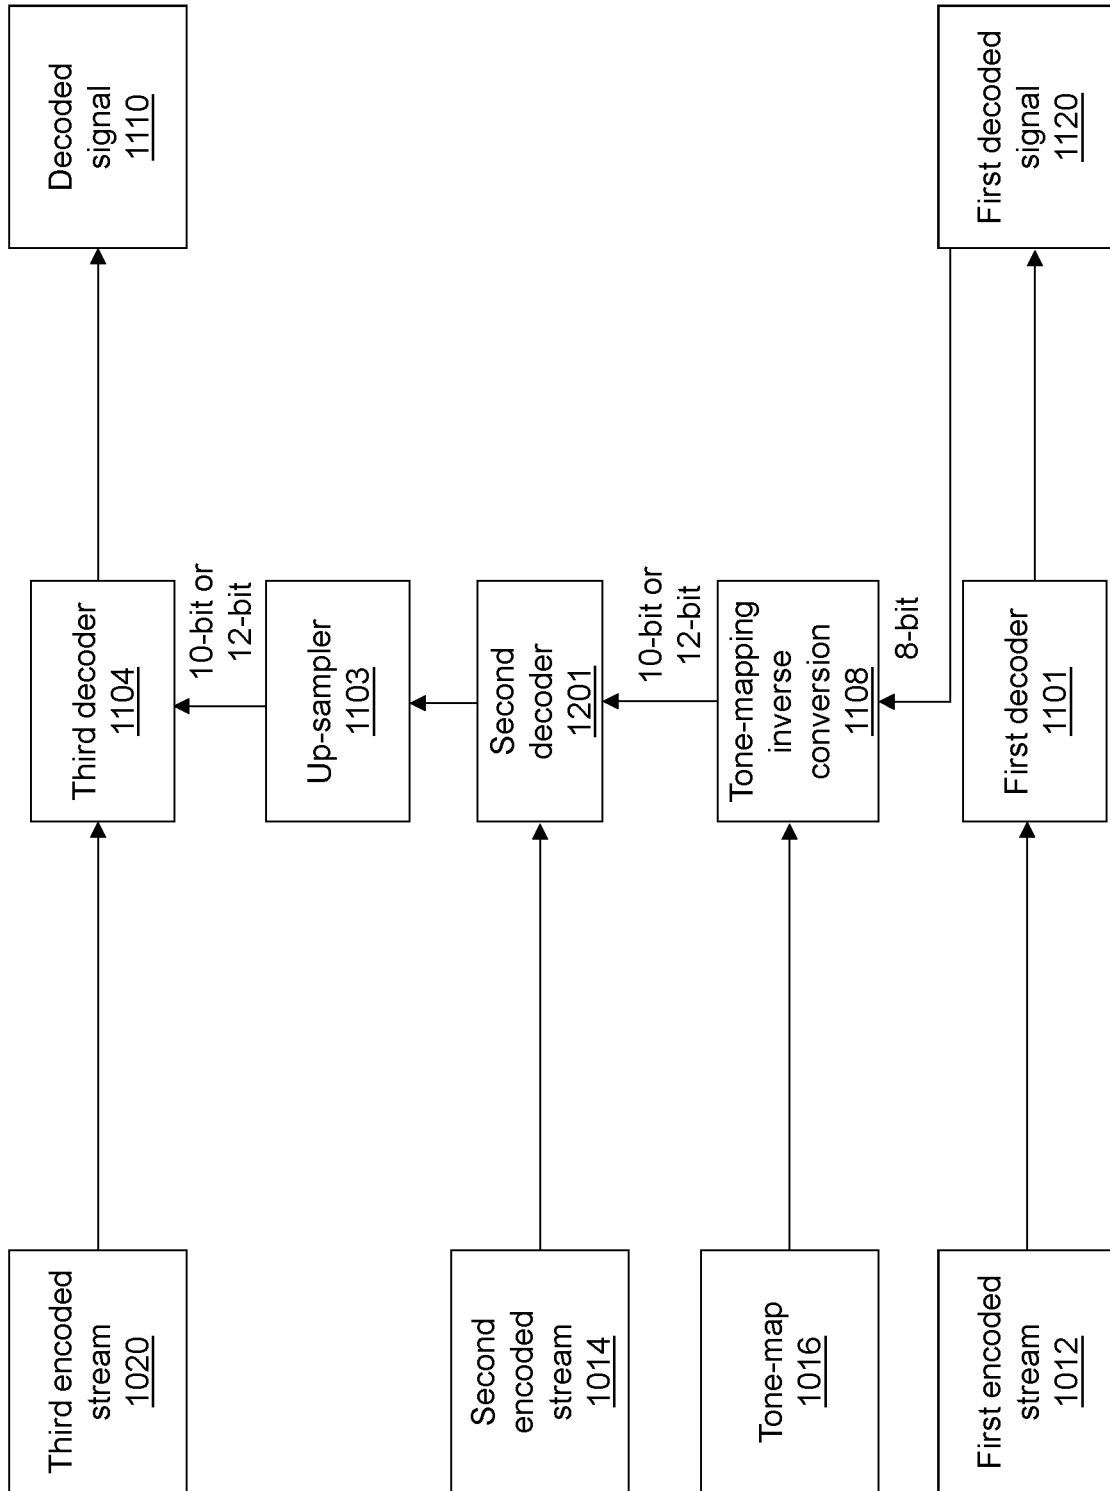 Third encoded
stream
1020
Third decoder
1104
Decoded
signal
1110
10-bit or
12-bit
Up-sampler
1103
Second
encoded
stream
1014
Second
decoder
1201
10-bit or
12-bit
Tone-map
1016
Tone-mapping
inverse
conversion
1108
8-bit
First encoded
stream
1012
First decoder
1101
First decoded
signal
1120